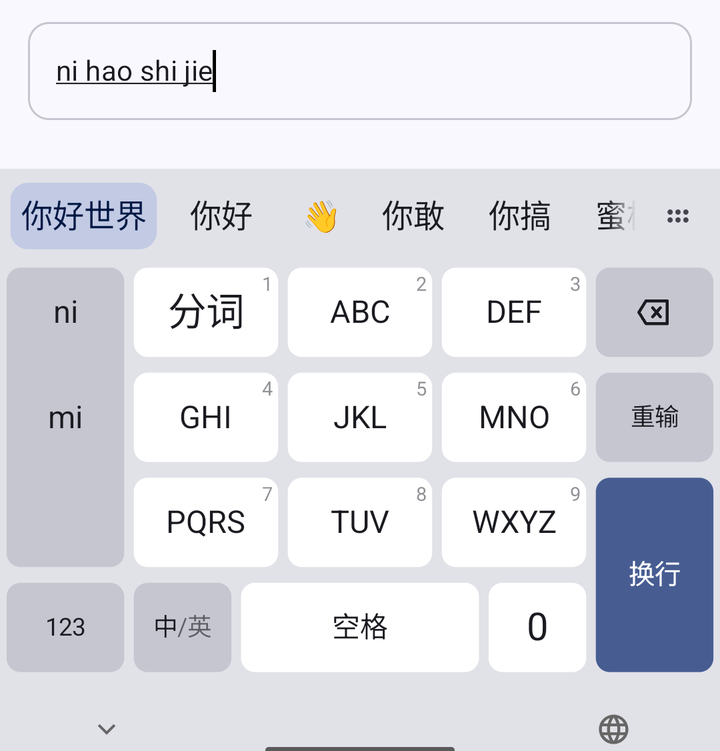 ni hao shi jie
你好世界 你好 👋 你敢 你搞 蜜
ni 分词 1 ABC 2 DEF 3
mi GHI 4 JKL 5 MNO 6 重输
PQRS 7 TUV 8 WXYZ 9
换行
123 中/英 空格 0